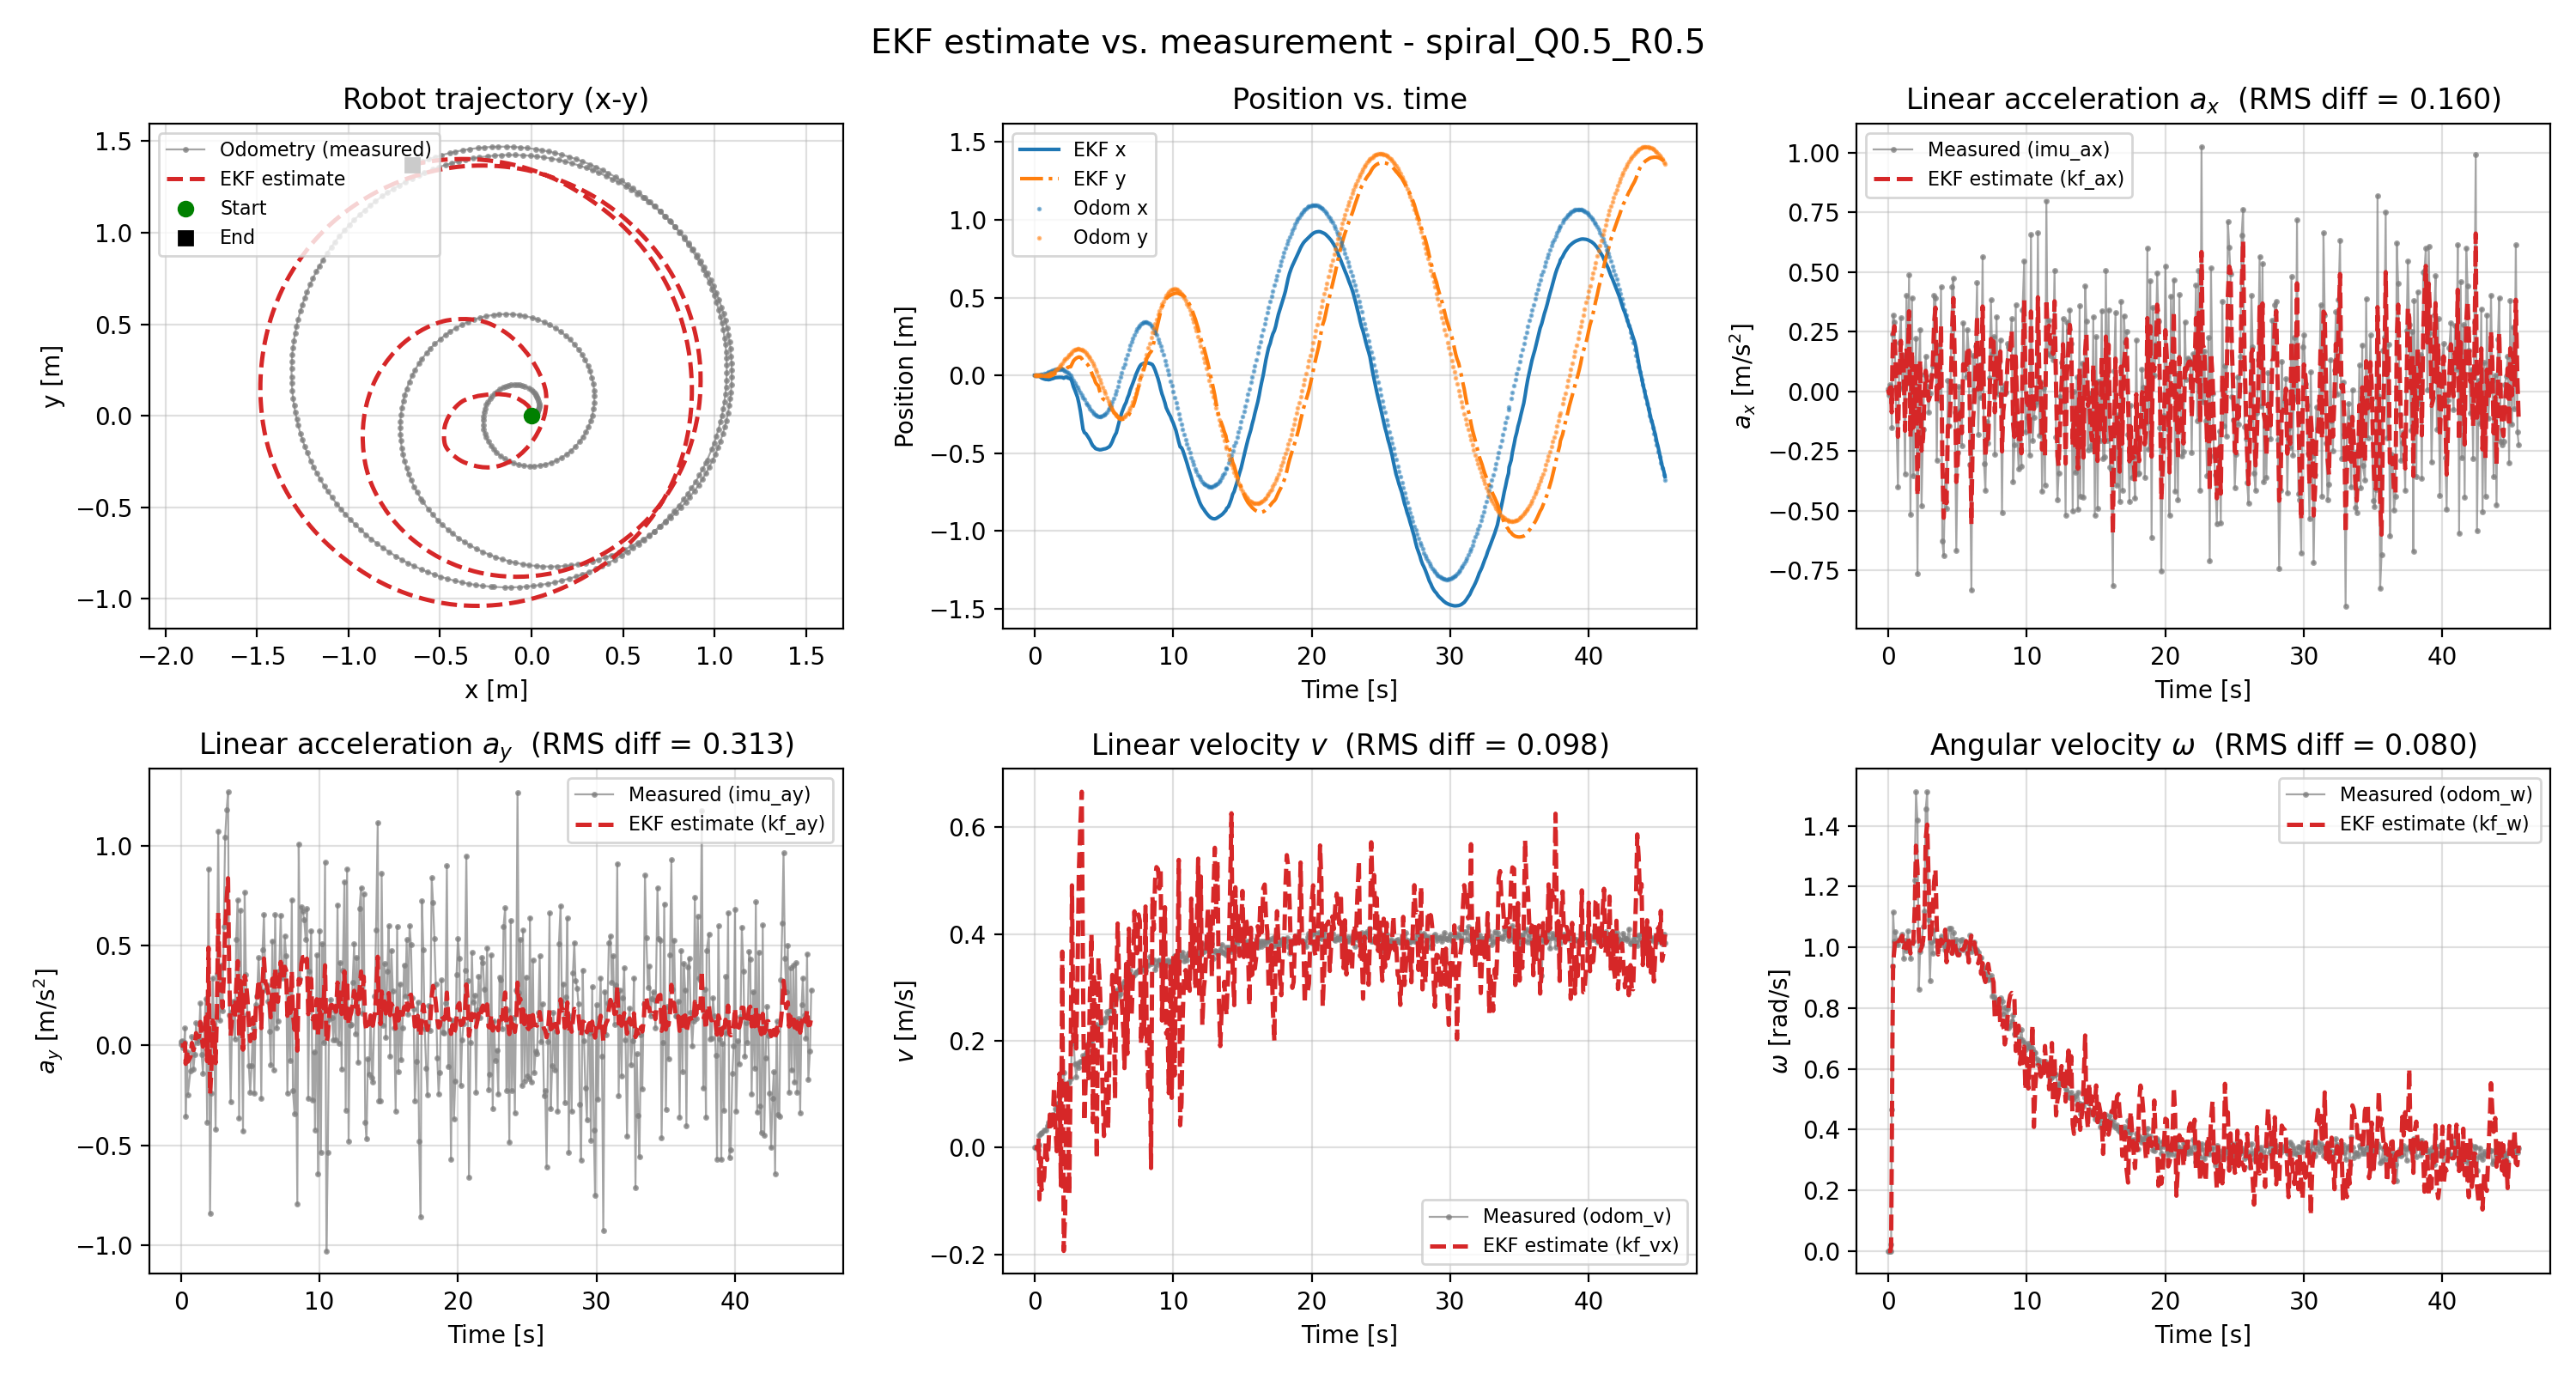 EKF estimate vs. measurement - spiral_Q0.5_R0.5
Robot trajectory (x-y)
Odometry (measured)
EKF estimate
Start
End
1.5
1.0
0.5
0.0
−0.5
−1.0
y [m]
−2.0 −1.5 −1.0 −0.5 0.0 0.5 1.0 1.5
x [m]
Position vs. time
EKF x
EKF y
Odom x
Odom y
1.5
1.0
0.5
0.0
−0.5
−1.0
−1.5
Position [m]
0 10 20 30 40
Time [s]
Linear acceleration aₓ (RMS diff = 0.160)
Measured (imu_ax)
EKF estimate (kf_ax)
1.00
0.75
0.50
0.25
0.00
−0.25
−0.50
−0.75
aₓ [m/s²]
0 10 20 30 40
Time [s]
Linear acceleration a_y (RMS diff = 0.313)
Measured (imu_ay)
EKF estimate (kf_ay)
1.0
0.5
0.0
−0.5
−1.0
a_y [m/s²]
0 10 20 30 40
Time [s]
Linear velocity v (RMS diff = 0.098)
0.6
0.4
0.2
0.0
−0.2
v [m/s]
Measured (odom_v)
EKF estimate (kf_vx)
0 10 20 30 40
Time [s]
Angular velocity ω (RMS diff = 0.080)
Measured (odom_w)
EKF estimate (kf_w)
1.4
1.2
1.0
0.8
0.6
0.4
0.2
0.0
ω [rad/s]
0 10 20 30 40
Time [s]